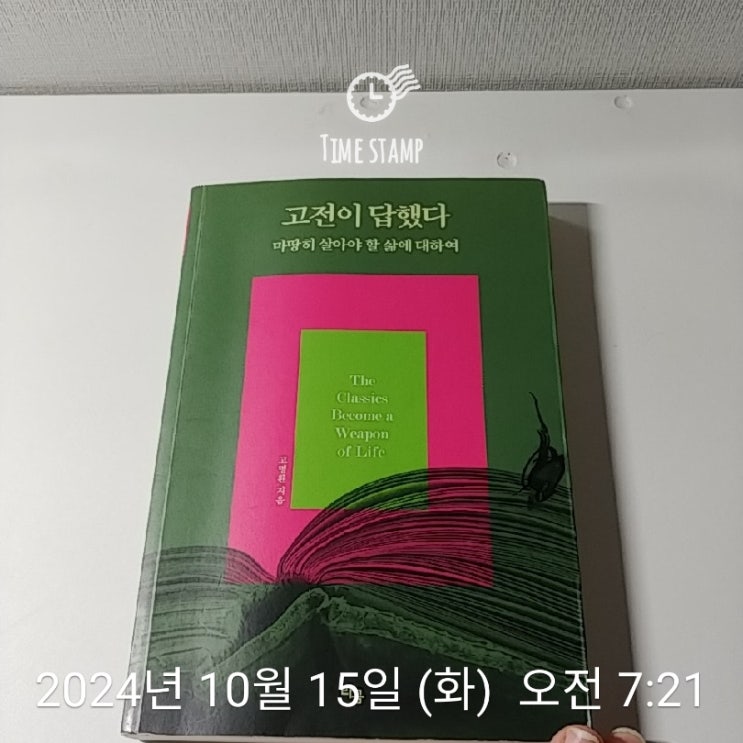 TIME STAMP
고전이 답했다
마땅히 살아야 할 삶에 대하여
The
Classics
Become a
Weapon
of Life
고명환 지음
2024년 10월 15일 (화) 오전 7:21